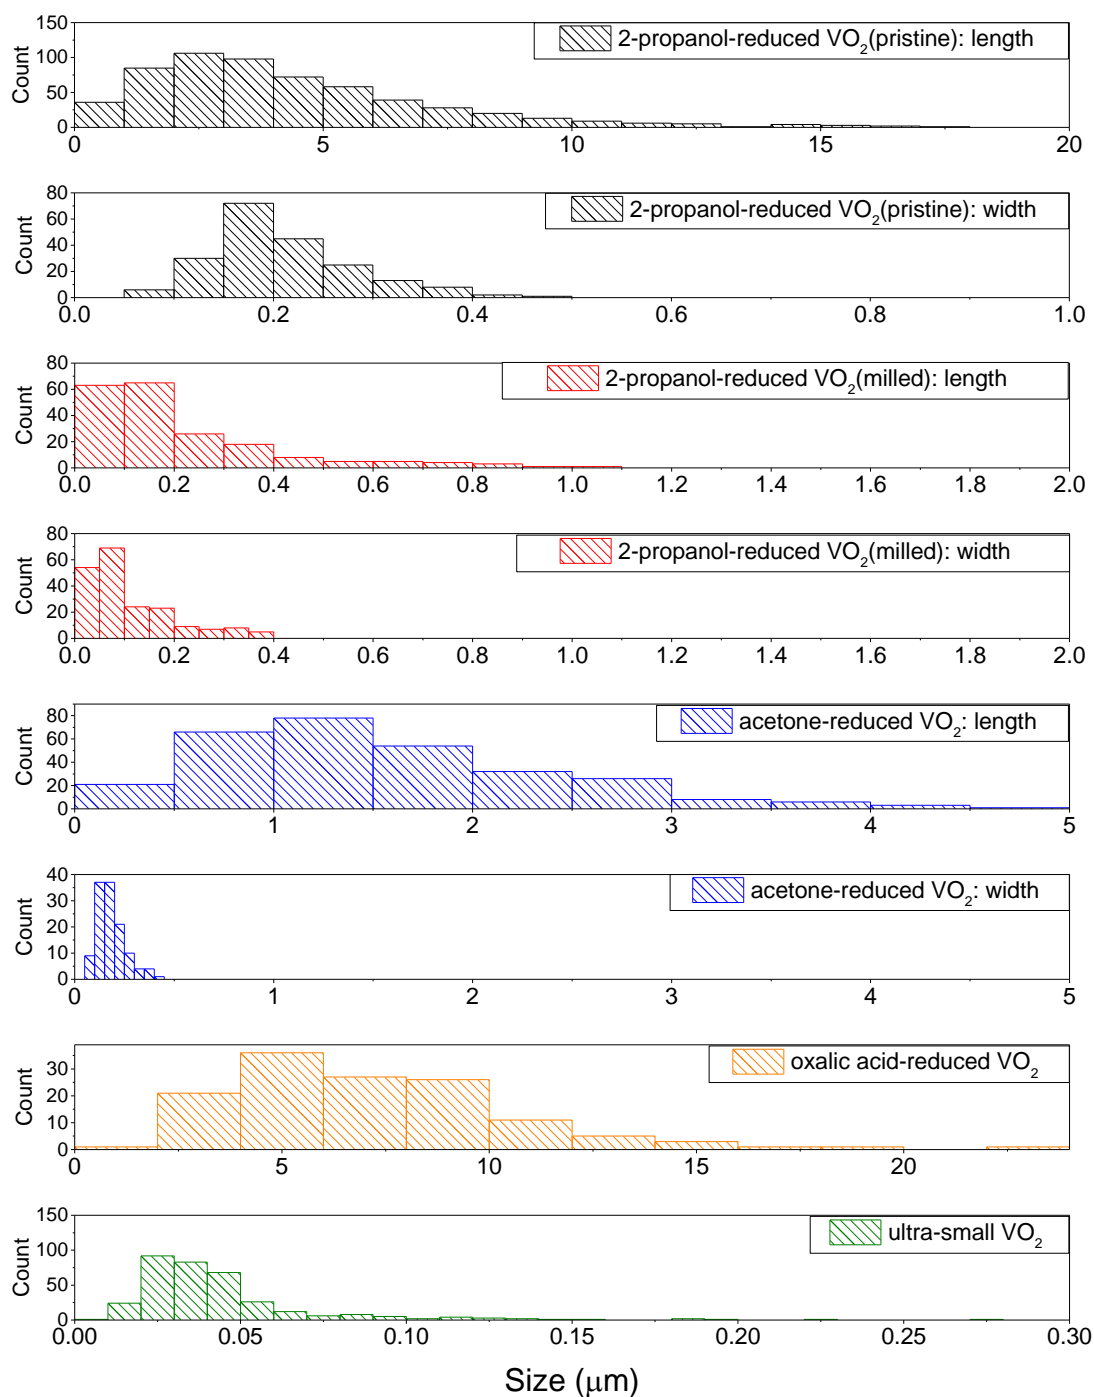 150
100
50
0
Count
2-propanol-reduced VO₂(pristine): length
0 5 10 15 20
80
60
40
20
0
Count
2-propanol-reduced VO₂(pristine): width
0.0 0.2 0.4 0.6 0.8 1.0
80
60
40
20
0
Count
2-propanol-reduced VO₂(milled): length
0.0 0.2 0.4 0.6 0.8 1.0 1.2 1.4 1.6 1.8 2.0
80
60
40
20
0
Count
2-propanol-reduced VO₂(milled): width
0.0 0.2 0.4 0.6 0.8 1.0 1.2 1.4 1.6 1.8 2.0
80
60
40
20
0
Count
acetone-reduced VO₂: length
0 1 2 3 4 5
40
30
20
10
0
Count
acetone-reduced VO₂: width
0 1 2 3 4 5
30
20
10
0
Count
oxalic acid-reduced VO₂
0 5 10 15 20
150
100
50
0
Count
ultra-small VO₂
0.00 0.05 0.10 0.15 0.20 0.25 0.30
Size (μm)